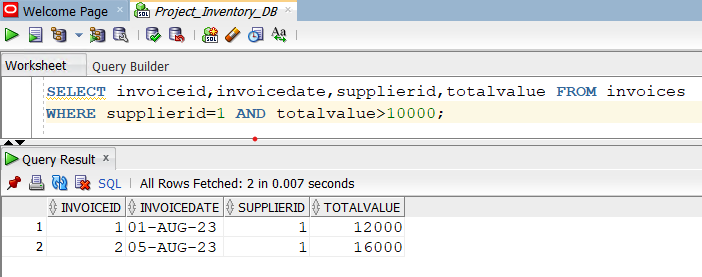 Welcome Page Project_Inventory_DB
SQL
Aa
Worksheet Query Builder
SELECT invoiceid,invoicedate,supplierid,totalvalue FROM invoices
WHERE supplierid=1 AND totalvalue>10000;
Query Result x
SQL | All Rows Fetched: 2 in 0.007 seconds
INVOICEID INVOICEDATE SUPPLIERID TOTALVALUE
1 1 01-AUG-23 1 12000
2 2 05-AUG-23 1 16000